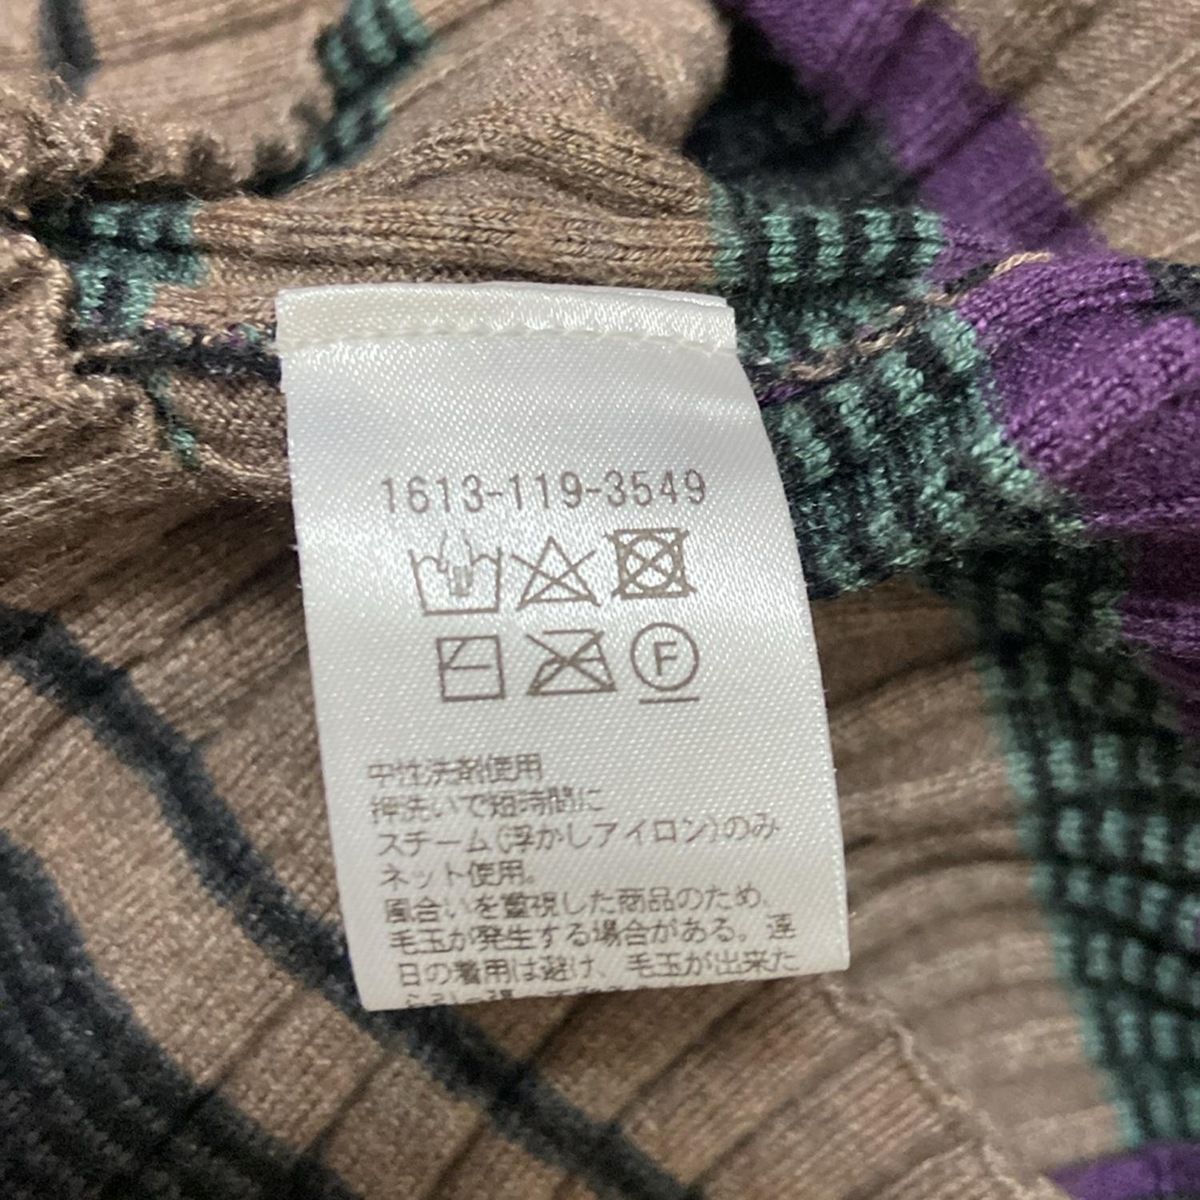 1613-119-3549
F
中性洗剤使用
押洗いで短時間に
スチーム(浮かしアイロン)のみ
ネット使用。
風合いを重視した商品のため、
毛玉が発生する場合がある。連
日の着用は避け、毛玉が出来た